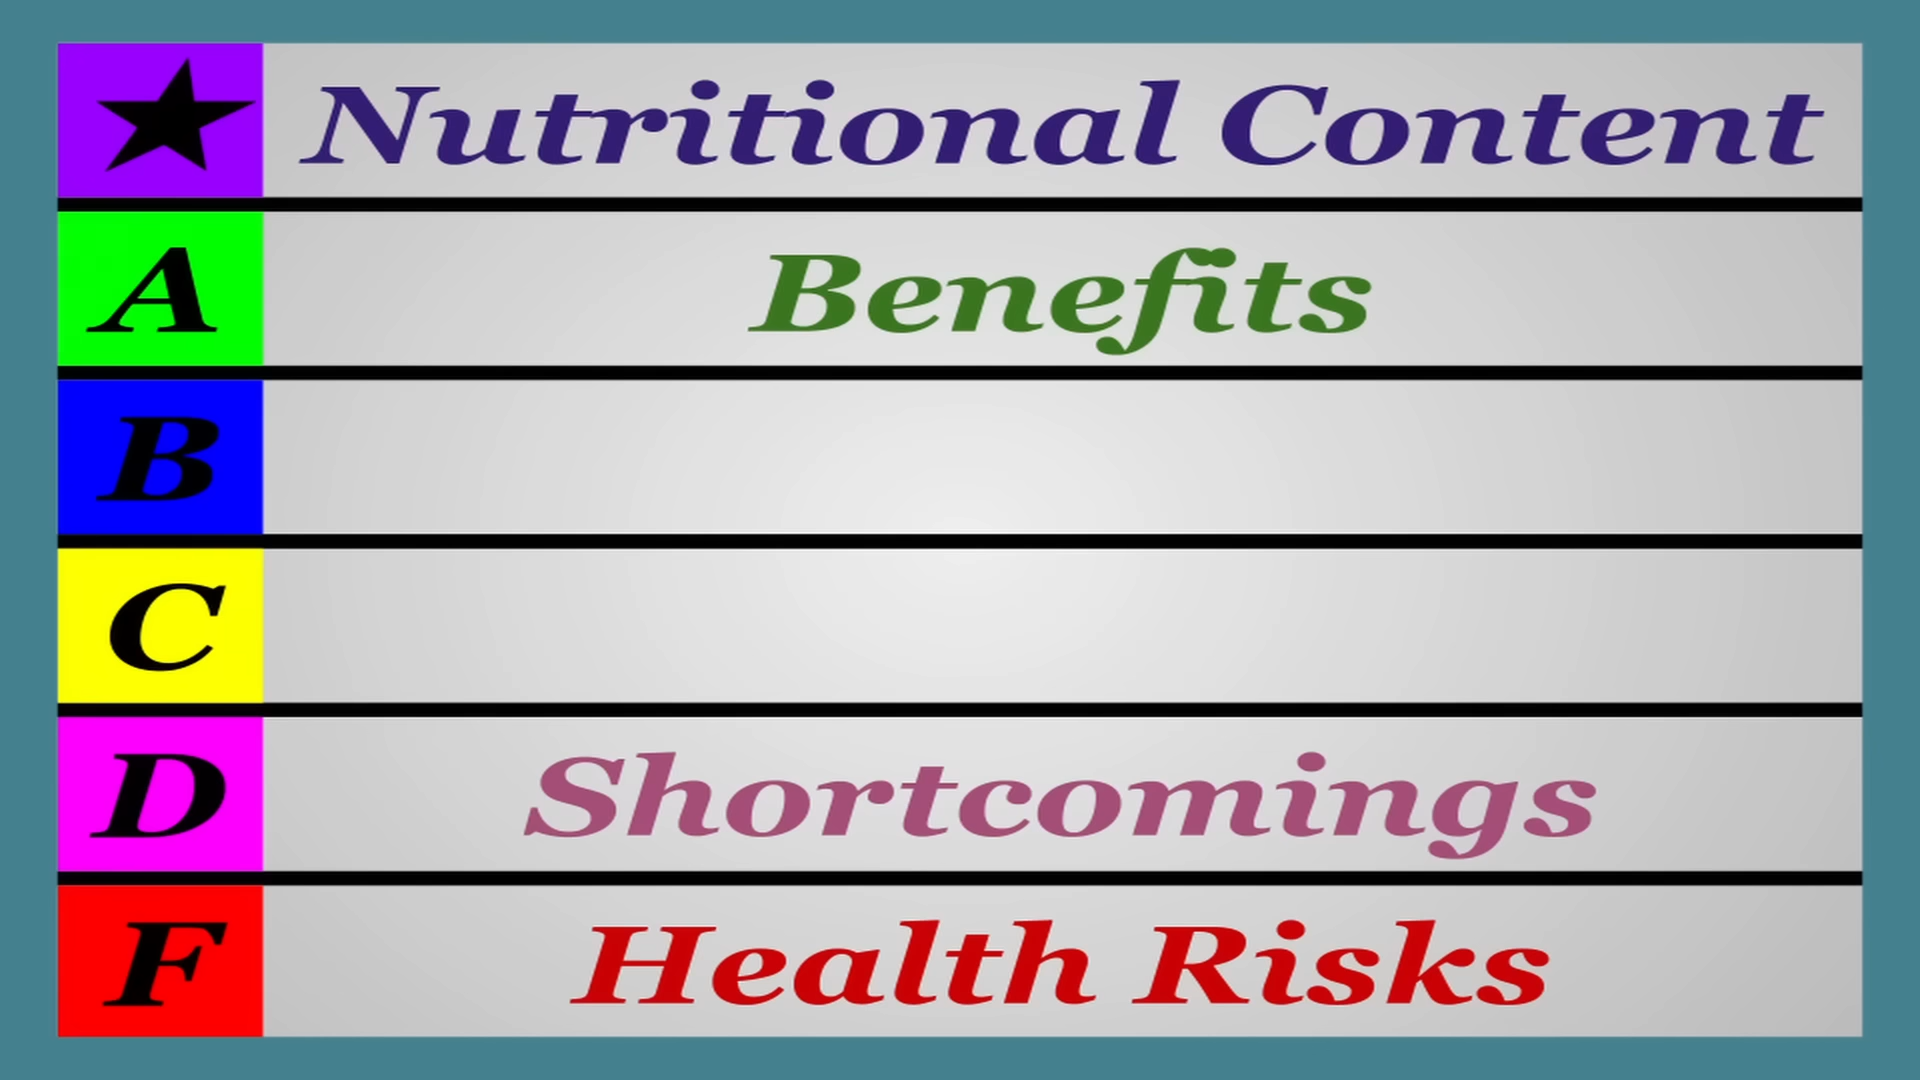 ★ Nutritional Content
A Benefits
B
C
D Shortcomings
F Health Risks